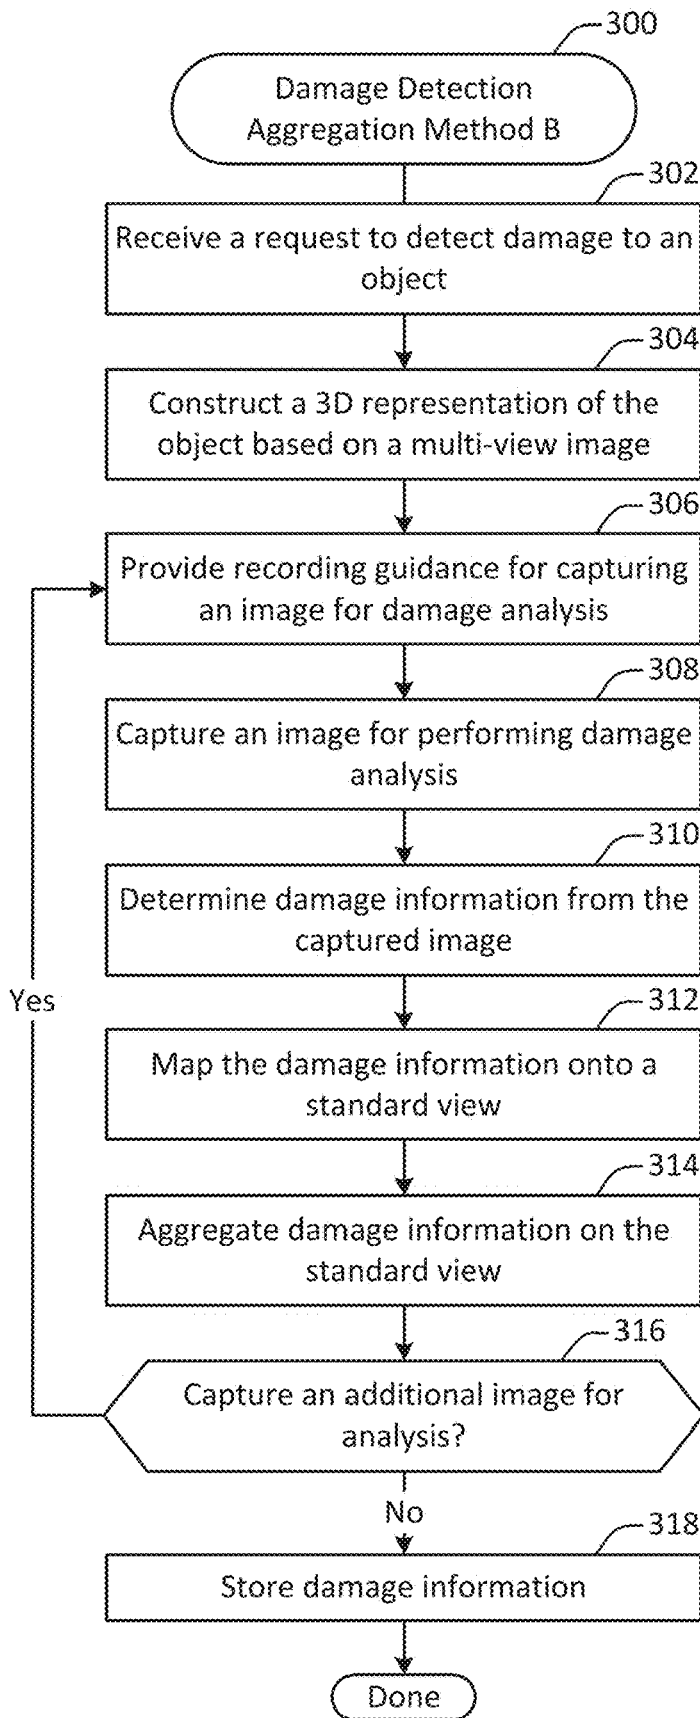 300
Damage Detection
Aggregation Method B
302
Receive a request to detect damage to an
object
304
Construct a 3D representation of the
object based on a multi-view image
306
Provide recording guidance for capturing
an image for damage analysis
308
Capture an image for performing damage
analysis
310
Determine damage information from the
captured image
Yes
312
Map the damage information onto a
standard view
314
Aggregate damage information on the
standard view
316
Capture an additional image for
analysis?
No
318
Store damage information
Done